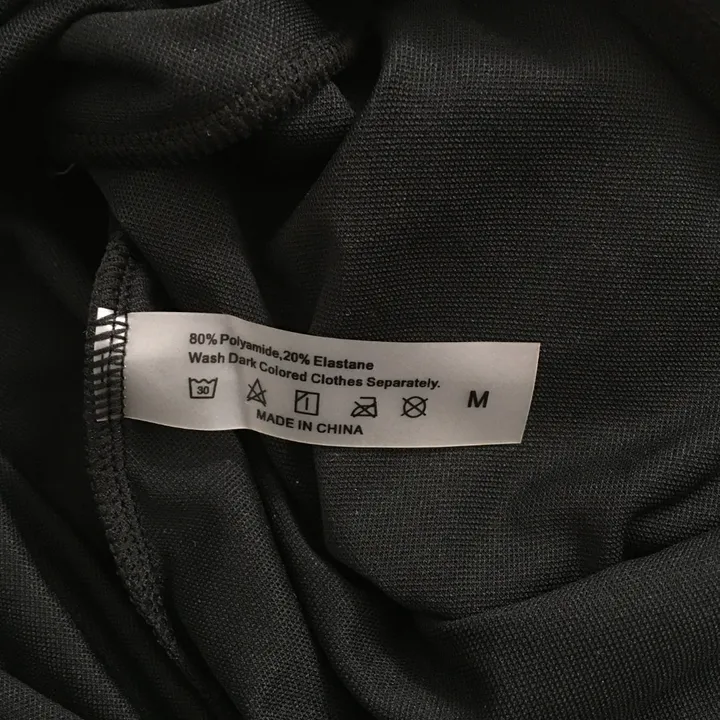 80% Polyamide,20% Elastane
Wash Dark Colored Clothes Separately.
30
M
MADE IN CHINA